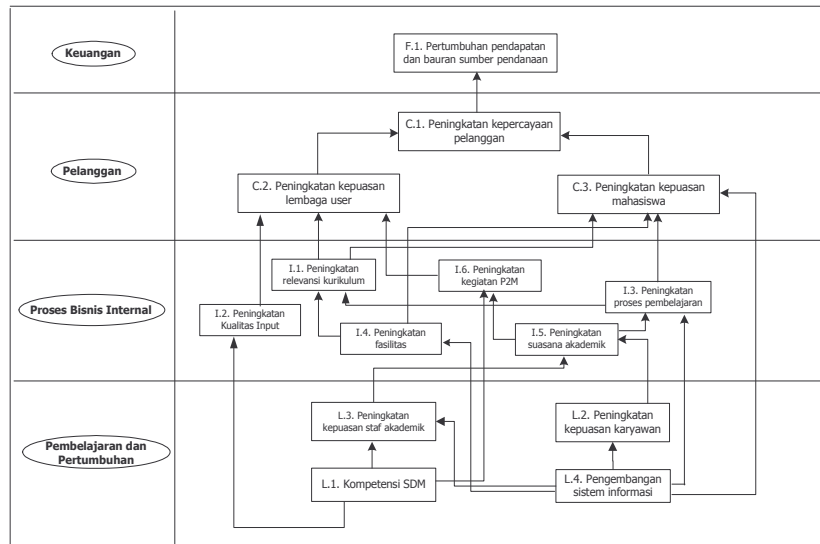 Keuangan
F.1. Pertumbuhan pendapatan
dan bauran sumber pendanaan
C.1. Peningkatan kepercayaan
pelanggan
Pelanggan
C.2. Peningkatan kepuasan
lembaga user
C.3. Peningkatan kepuasan
mahasiswa
I.1. Peningkatan
relevansi kurikulum
I.6. Peningkatan
kegiatan P2M
I.3. Peningkatan
proses pembelajaran
Proses Bisnis Internal
I.2. Peningkatan
Kualitas Input
I.4. Peningkatan
fasilitas
I.5. Peningkatan
suasana akademik
L.3. Peningkatan
kepuasan staf akademik
L.2. Peningkatan
kepuasan karyawan
Pembelajaran dan
Pertumbuhan
L.1. Kompetensi SDM
L.4. Pengembangan
sistem informasi